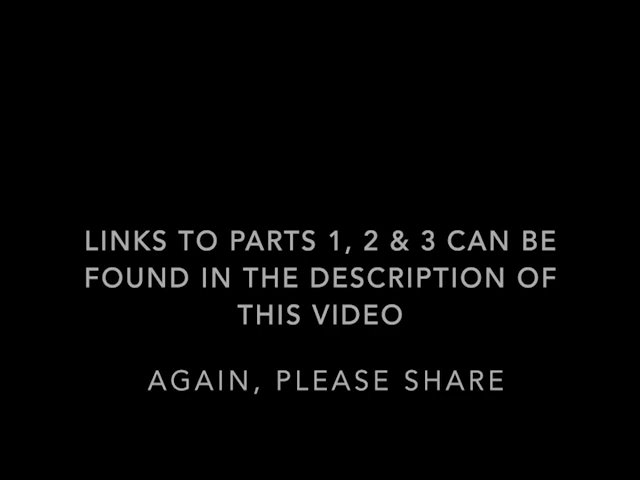 LINKS TO PARTS 1, 2 & 3 CAN BE
FOUND IN THE DESCRIPTION OF
THIS VIDEO
AGAIN, PLEASE SHARE